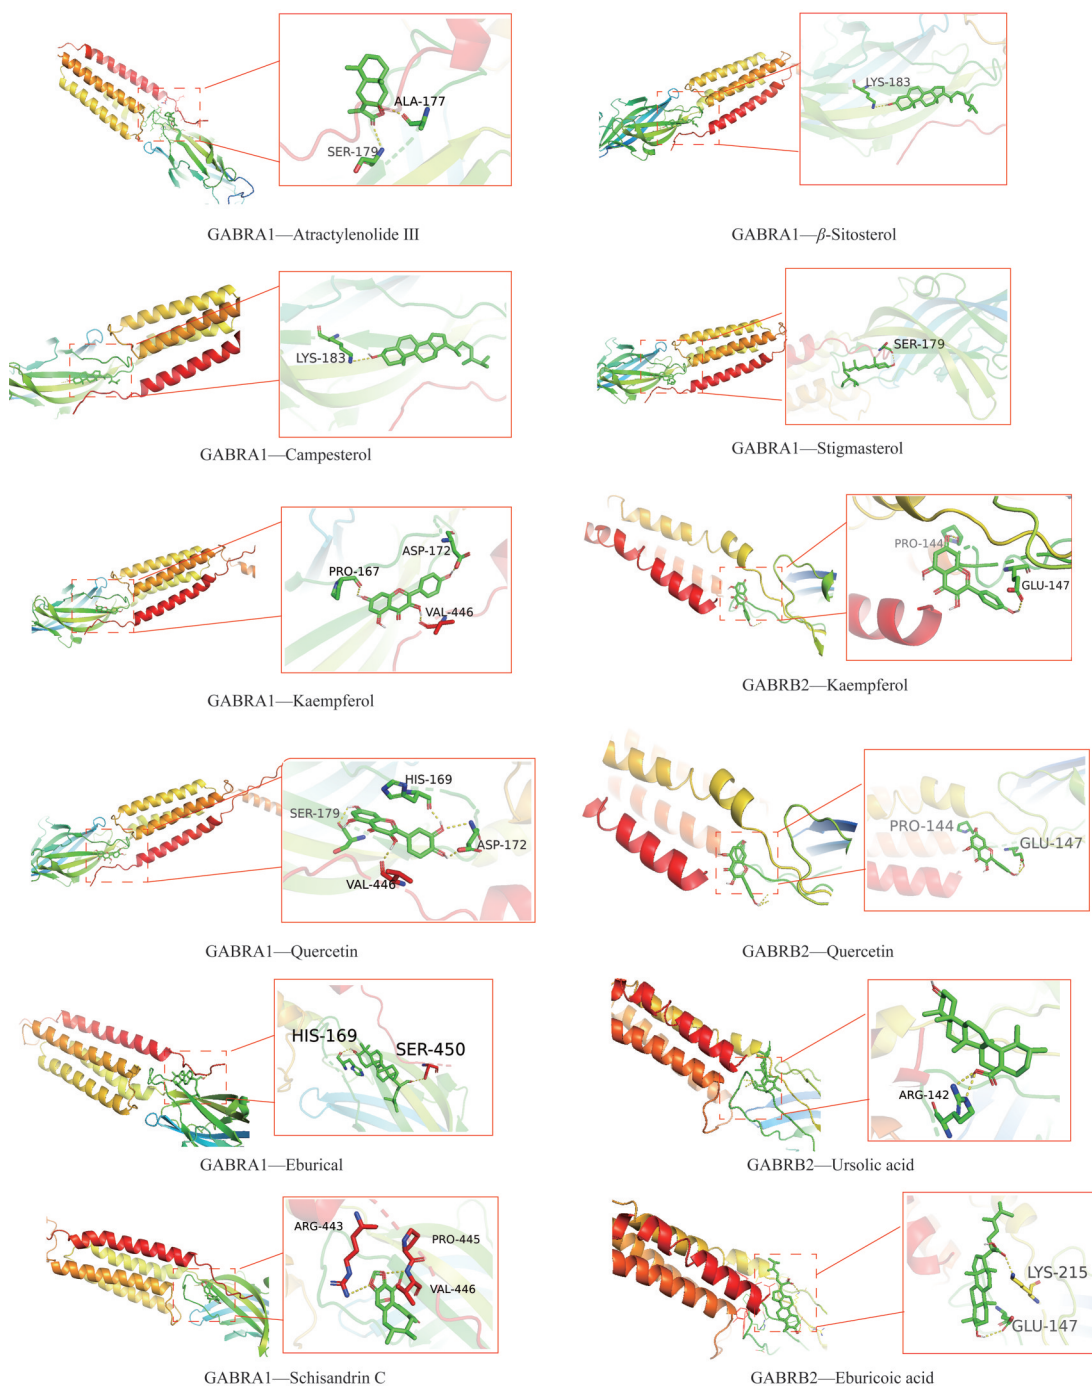 ALA-177
SER-179
GABRA1—Atractylenolide III
LYS-183
GABRA1—β-Sitosterol
LYS-183
GABRA1—Campesterol
SER-179
GABRA1—Stigmasterol
ASP-172
PRO-167
VAL-446
GABRA1—Kaempferol
PRO-144
GLU-147
GABRB2—Kaempferol
HIS-169
SER-179
ASP-172
VAL-446
GABRA1—Quercetin
PRO-144
GLU-147
GABRB2—Quercetin
HIS-169
SER-450
GABRA1—Eburical
ARG-142
GABRB2—Ursolic acid
ARG-443
PRO-445
VAL-446
GABRA1—Schisandrin C
LYS-215
GLU-147
GABRB2—Eburicoic acid